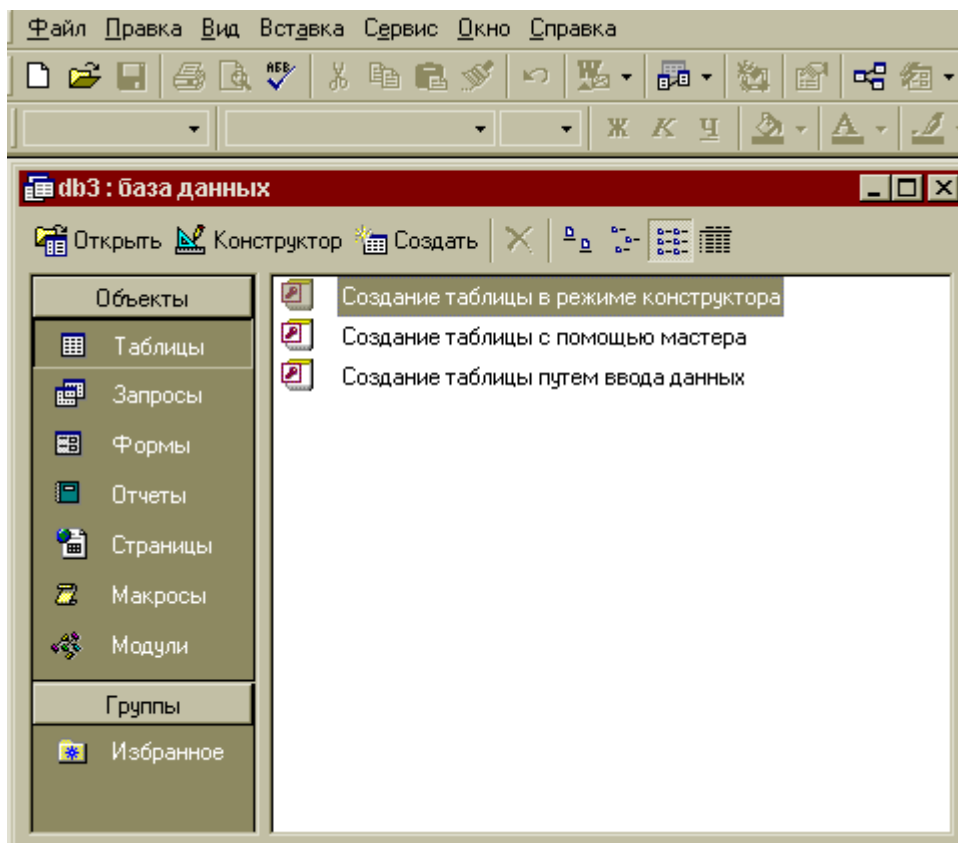 Файл Правка Вид Вставка Сервис Окно Справка
АБВ W
Ж К Ч А
db3 : база данных
Открыть Конструктор Создать
Объекты
Таблицы
Запросы
Формы
Отчеты
Страницы
Макросы
Модули
Группы
Избранное
Создание таблицы в режиме конструктора
Создание таблицы с помощью мастера
Создание таблицы путем ввода данных